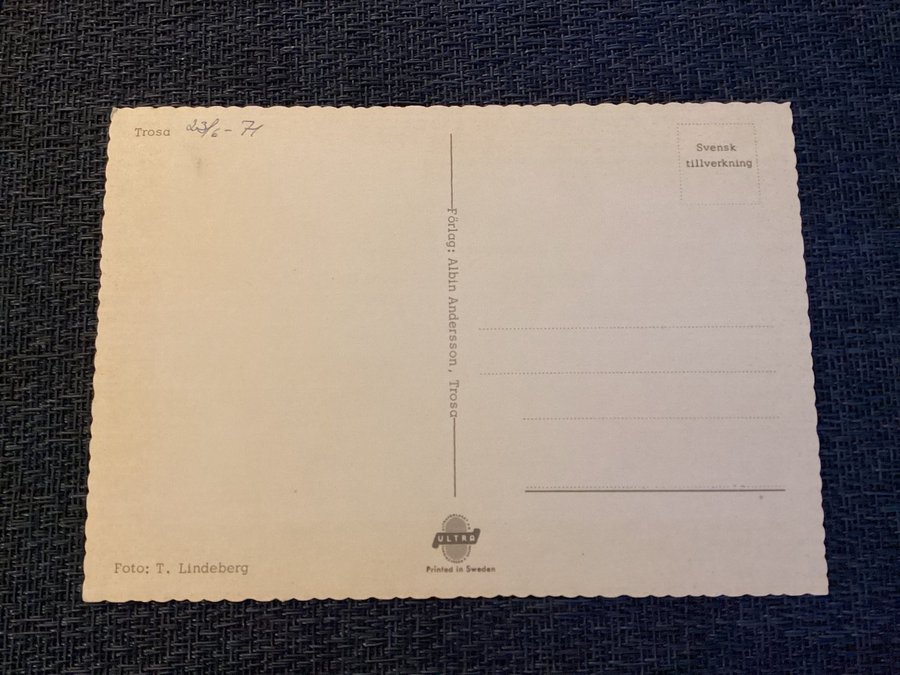 Trosa 23/6-71
Svensk
tillverkning
Förlag: Albin Andersson, Trosa
ULTRA
Printed in Sweden
Foto: T. Lindeberg